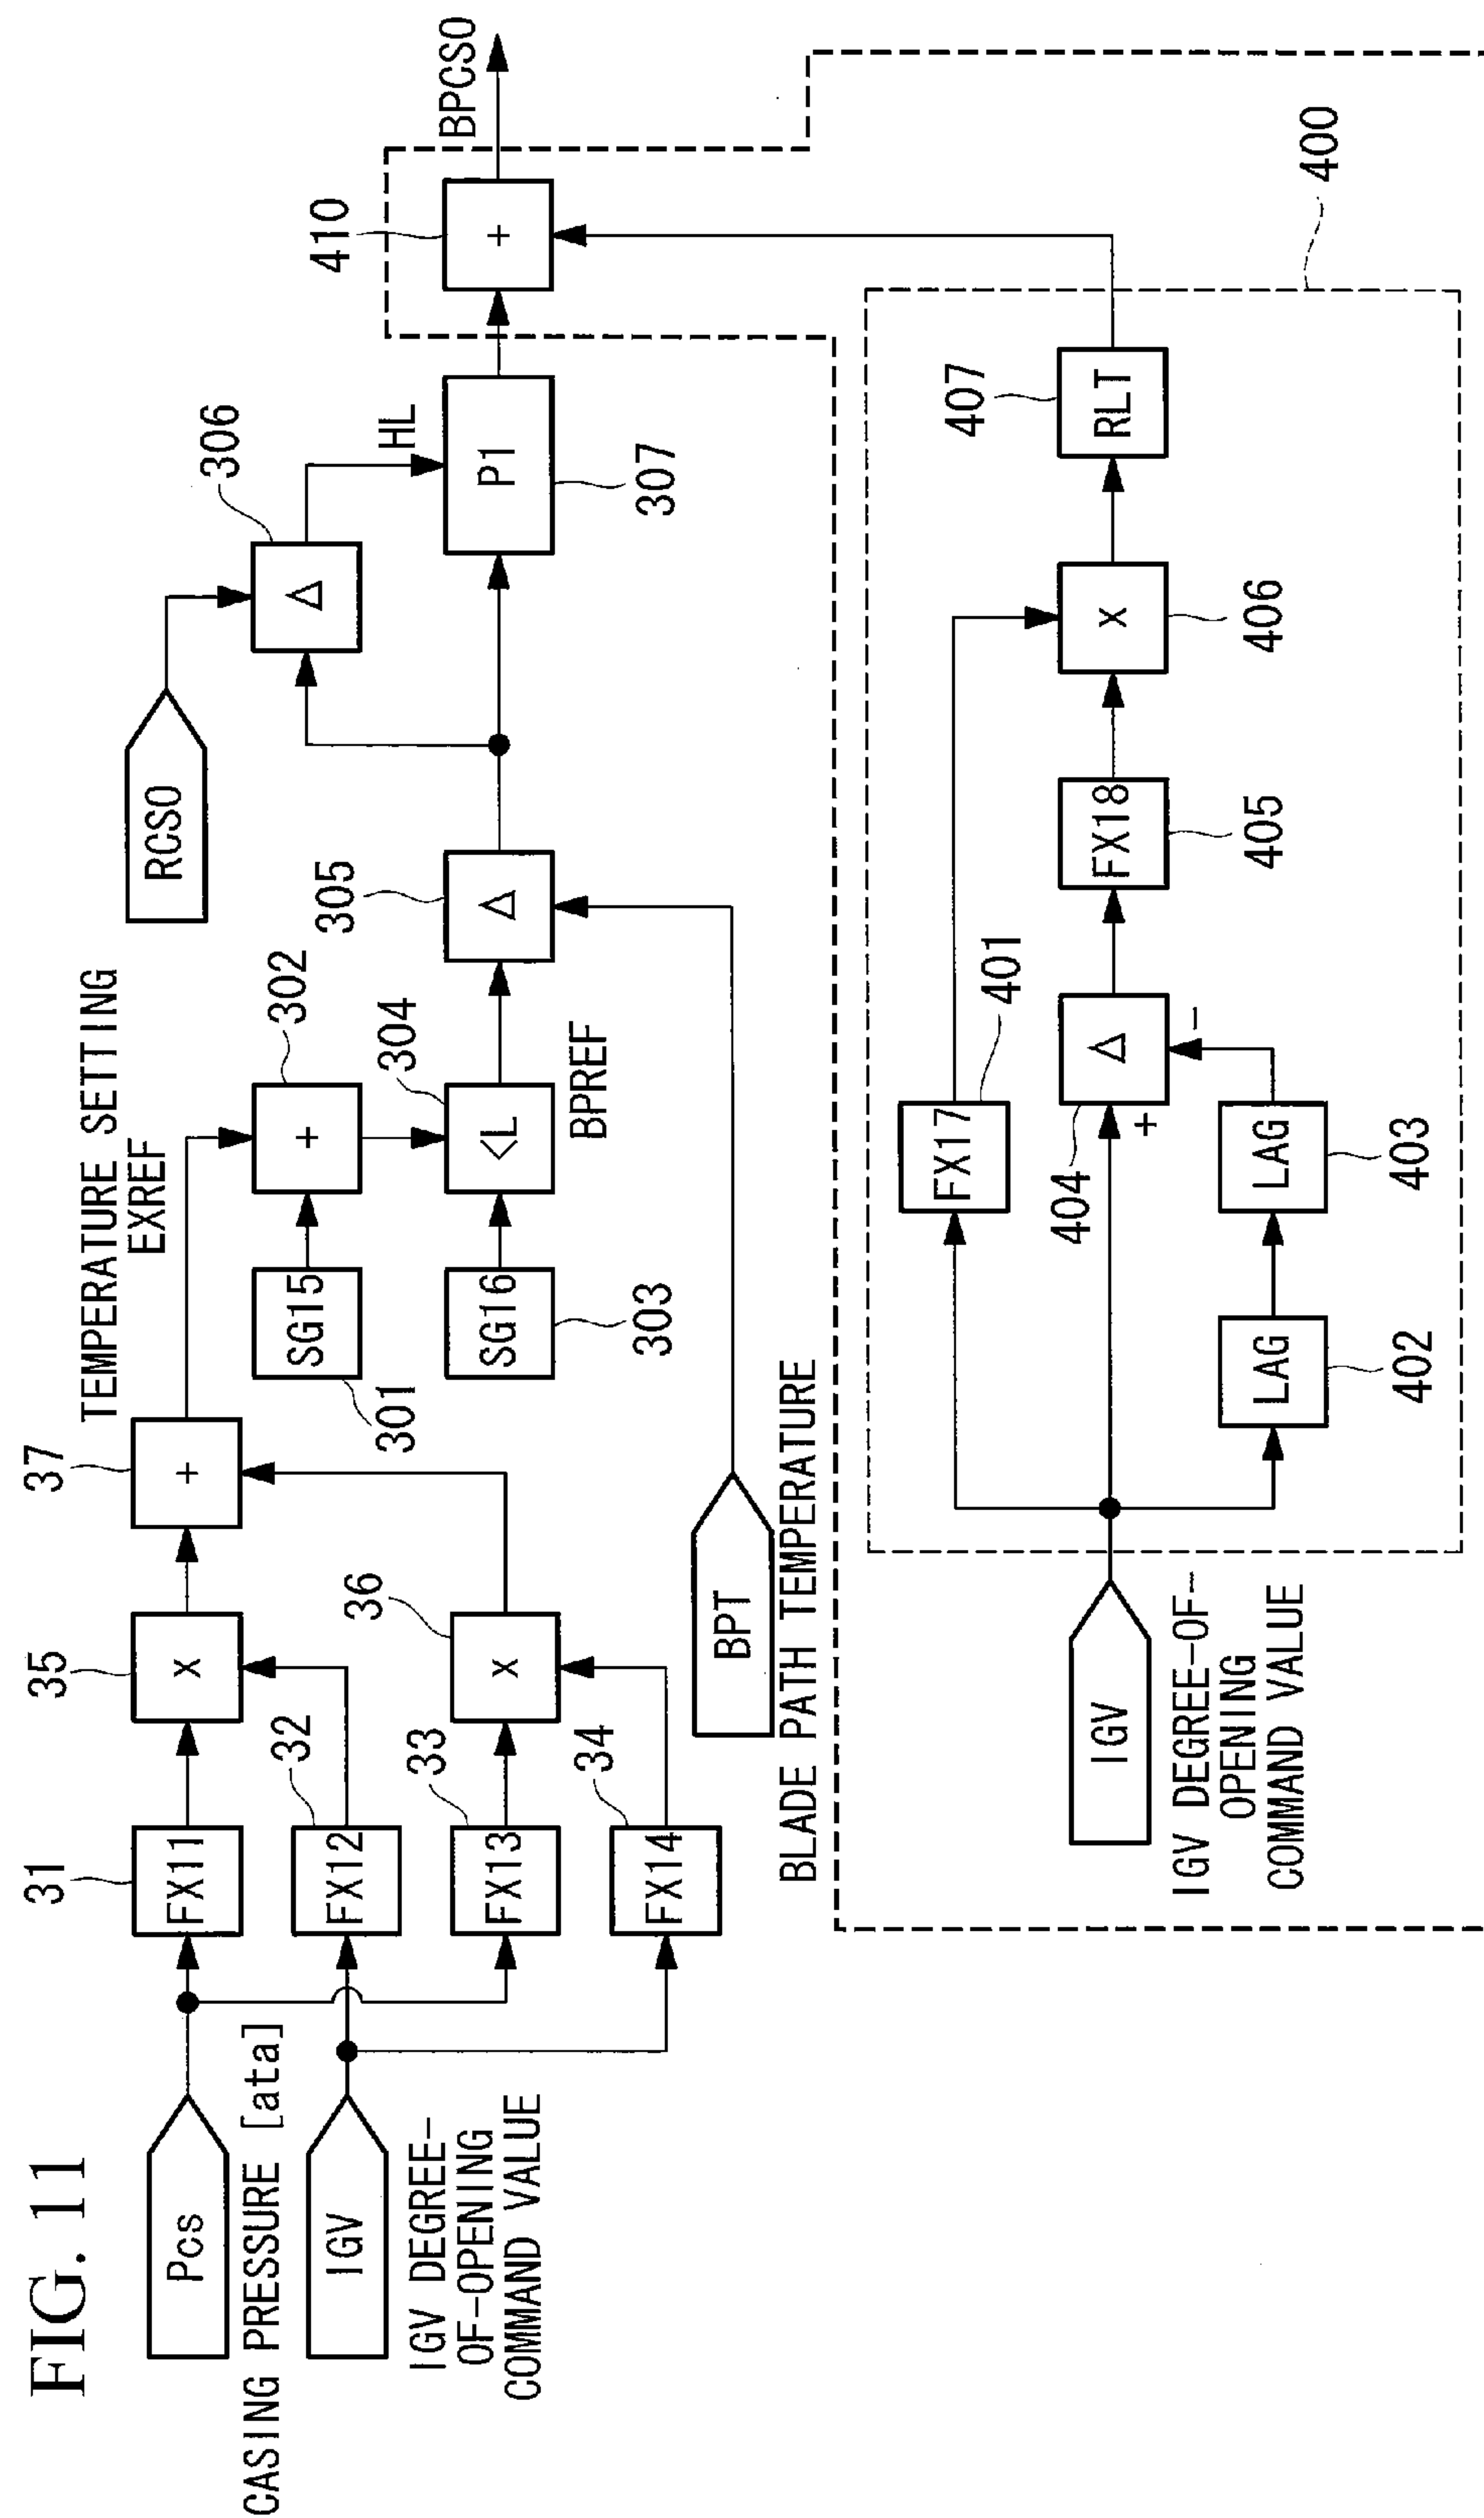 FIG. 11
Pcs
CASING PRESSURE [ata]
IGV
IGV DEGREE-
OF-OPENING
COMMAND VALUE
31
FX11
32
FX12
33
FX13
34
FX14
35
x
36
x
37
+
TEMPERATURE SETTING
EXREF
SG15
301
+
302
SG16
303
<L
304
BPREF
BPT
BLADE PATH TEMPERATURE
305
Δ
RCSO
306
Δ
HL
P1
307
410
+
BPCSO
400
IGV
IGV DEGREE-OF-
OPENING
COMMAND VALUE
FX17
401
LAG
402
LAG
403
404
Δ
+
-
FX18
405
x
406
407
RLT